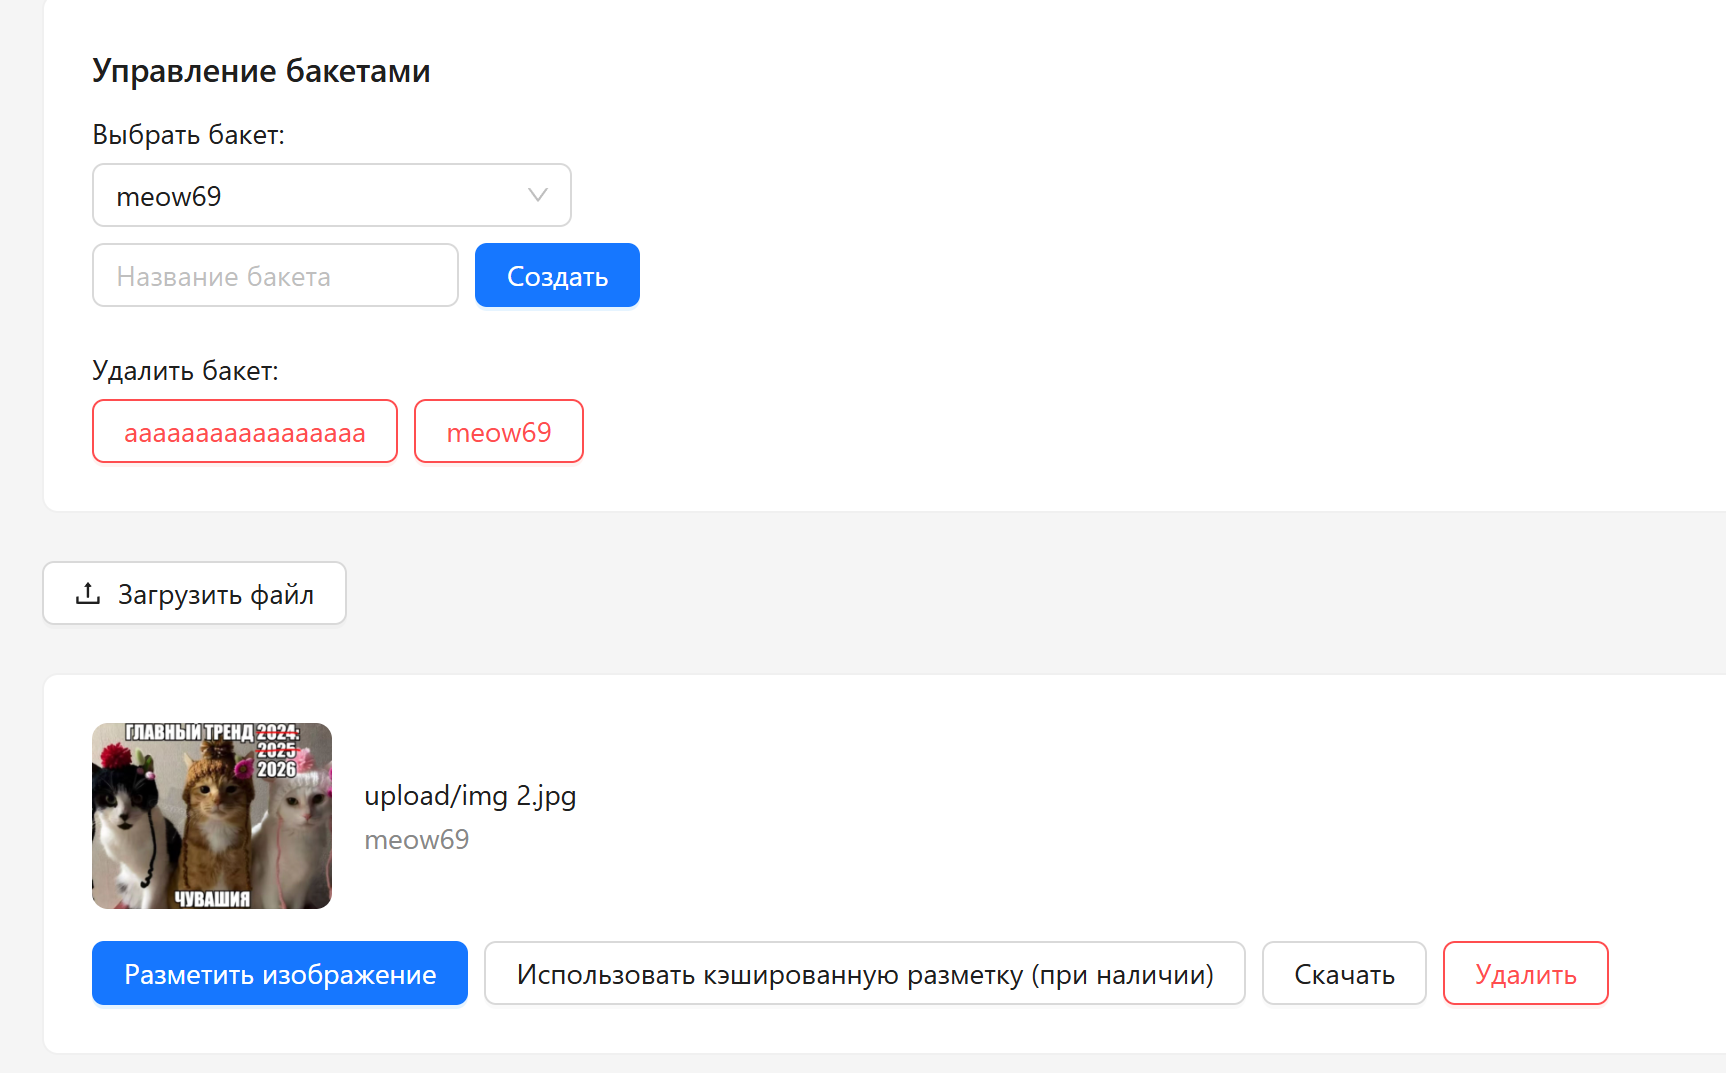 Управление бакетами
Выбрать бакет:
meow69
Название бакета
Создать
Удалить бакет:
aaaaaaaaaaaaaaaaa
meow69
Загрузить файл
ГЛАВНЫЙ ТРЕНД 2024:
2025
2026
ЧУВАШИЯ
upload/img 2.jpg
meow69
Разметить изображение
Использовать кэшированную разметку (при наличии)
Скачать
Удалить